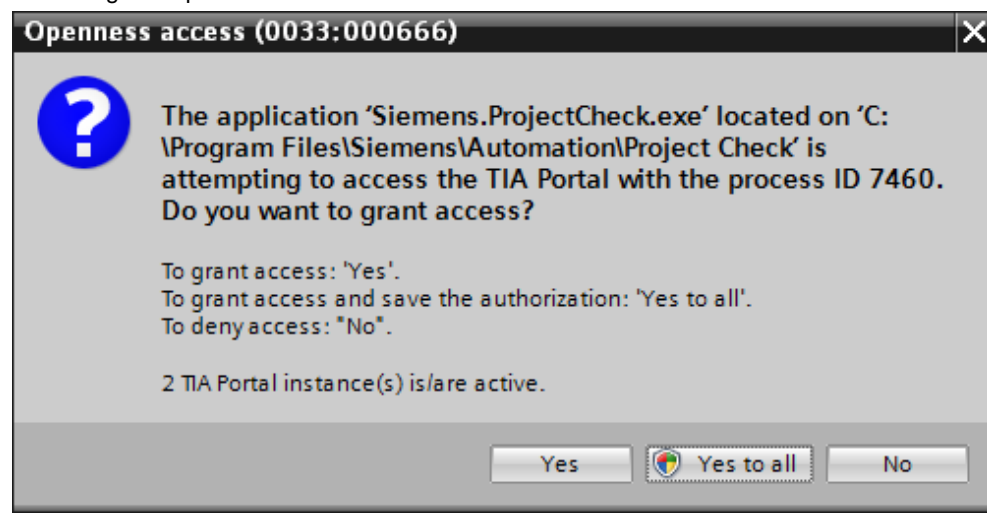 Openness access (0033:000666)
The application ‘Siemens.ProjectCheck.exe’ located on ‘C:
\Program Files\Siemens\Automation\Project Check’ is
attempting to access the TIA Portal with the process ID 7460.
Do you want to grant access?
To grant access: 'Yes'.
To grant access and save the authorization: 'Yes to all'.
To deny access: "No".
2 TIA Portal instance(s) is/are active.
Yes
Yes to all
No